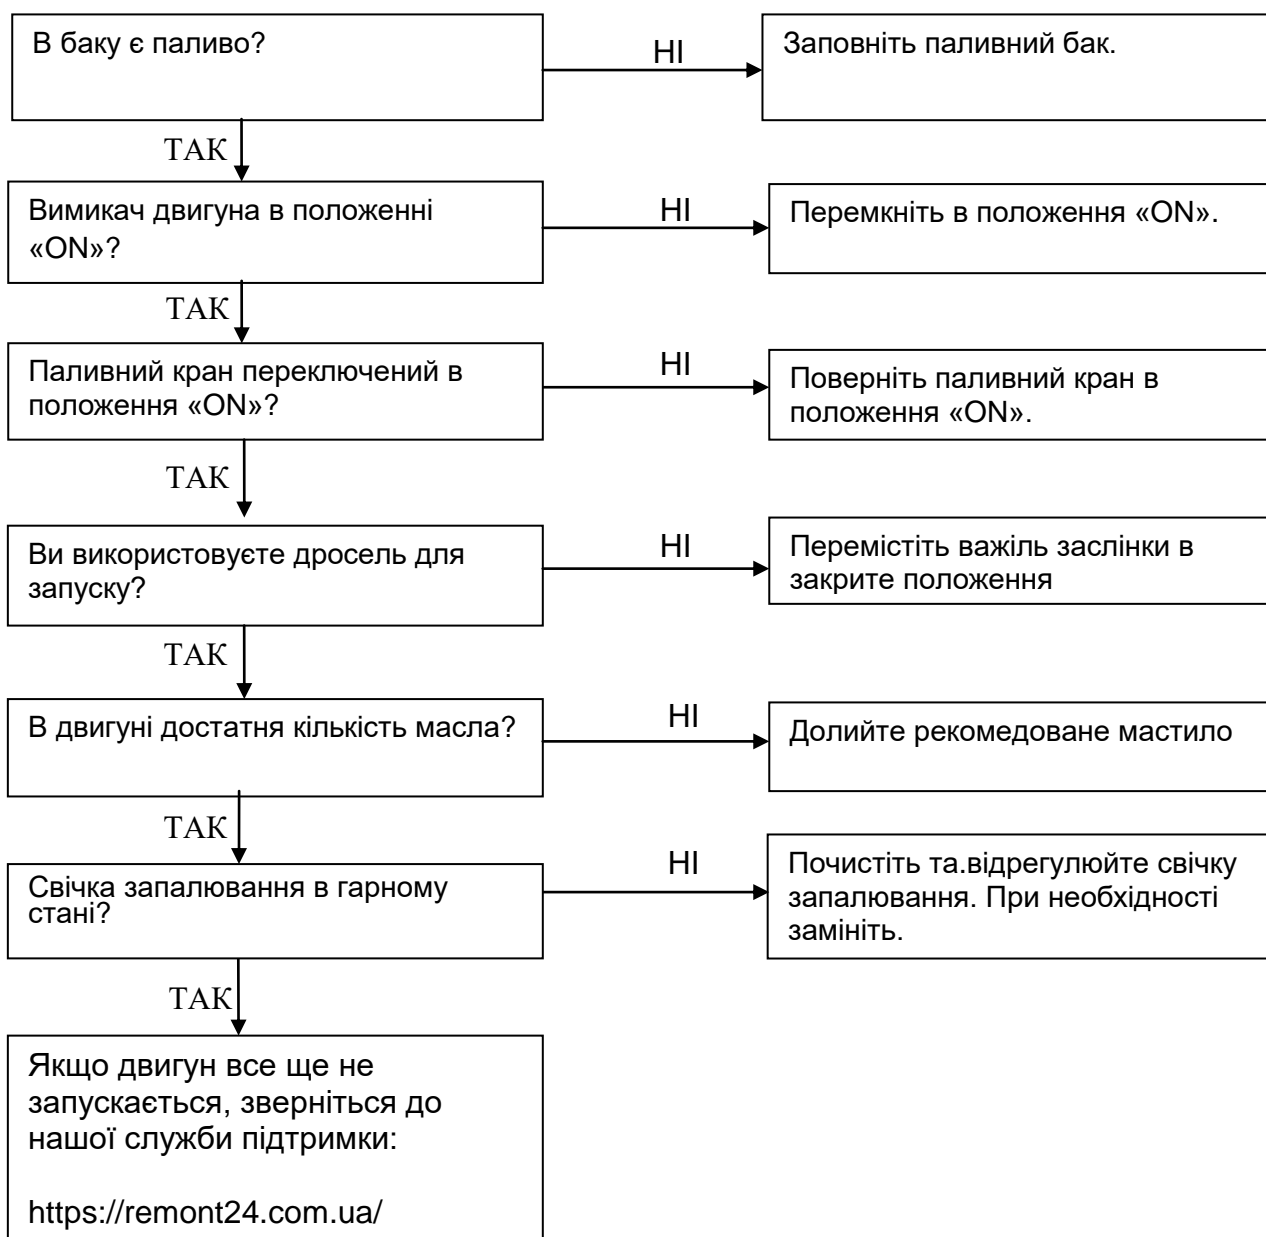 В баку є паливо?
НІ
Заповніть паливний бак.
ТАК
Вимикач двигуна в положенні
«ON»?
НІ
Перемкніть в положення «ON».
ТАК
Паливний кран переключений в
положення «ON»?
НІ
Поверніть паливний кран в
положення «ON».
ТАК
Ви використовуєте дросель для
запуску?
НІ
Перемістіть важіль заслінки в
закрите положення
ТАК
В двигуні достатня кількість масла?
НІ
Долийте рекомедоване мастило
ТАК
Свічка запалювання в гарному
стані?
НІ
Почистіть та.відрегулюйте свічку
запалювання. При необхідності
замініть.
ТАК
Якщо двигун все ще не
запускається, зверніться до
нашої служби підтримки:
https://remont24.com.ua/